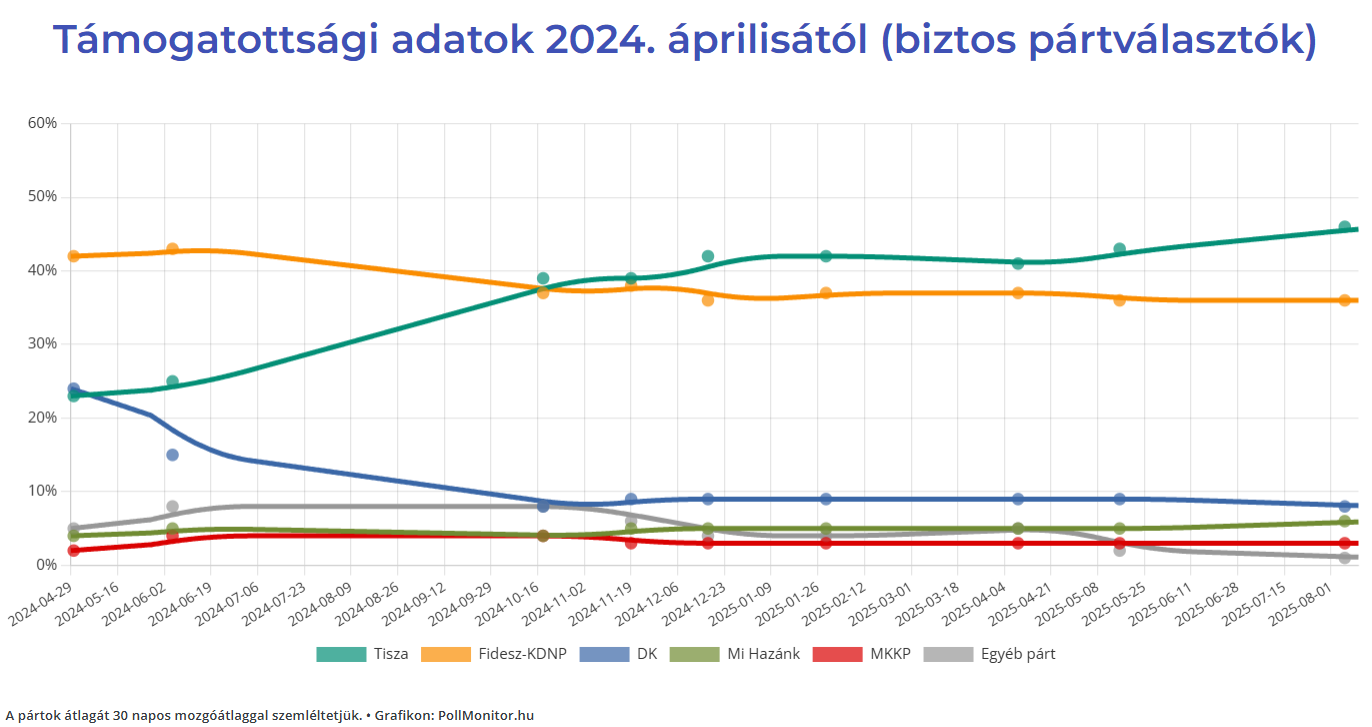 Támogatottsági adatok 2024. áprilisától (biztos pártválasztók)
60%
50%
40%
30%
20%
10%
0%
2024-04-29 2024-05-16 2024-06-02 2024-06-19 2024-07-06 2024-07-23 2024-08-09 2024-08-26 2024-09-12 2024-09-29 2024-10-16 2024-11-02 2024-11-19 2024-12-06 2024-12-23 2025-01-09 2025-01-26 2025-02-12 2025-03-01 2025-03-18 2025-04-04 2025-04-21 2025-05-08 2025-05-25 2025-06-11 2025-06-28 2025-07-15 2025-08-01
Tisza Fidesz-KDNP DK Mi Hazánk MKKP Egyéb párt
A pártok átlagát 30 napos mozgóátlaggal szemléltetjük. • Grafikon: PollMonitor.hu